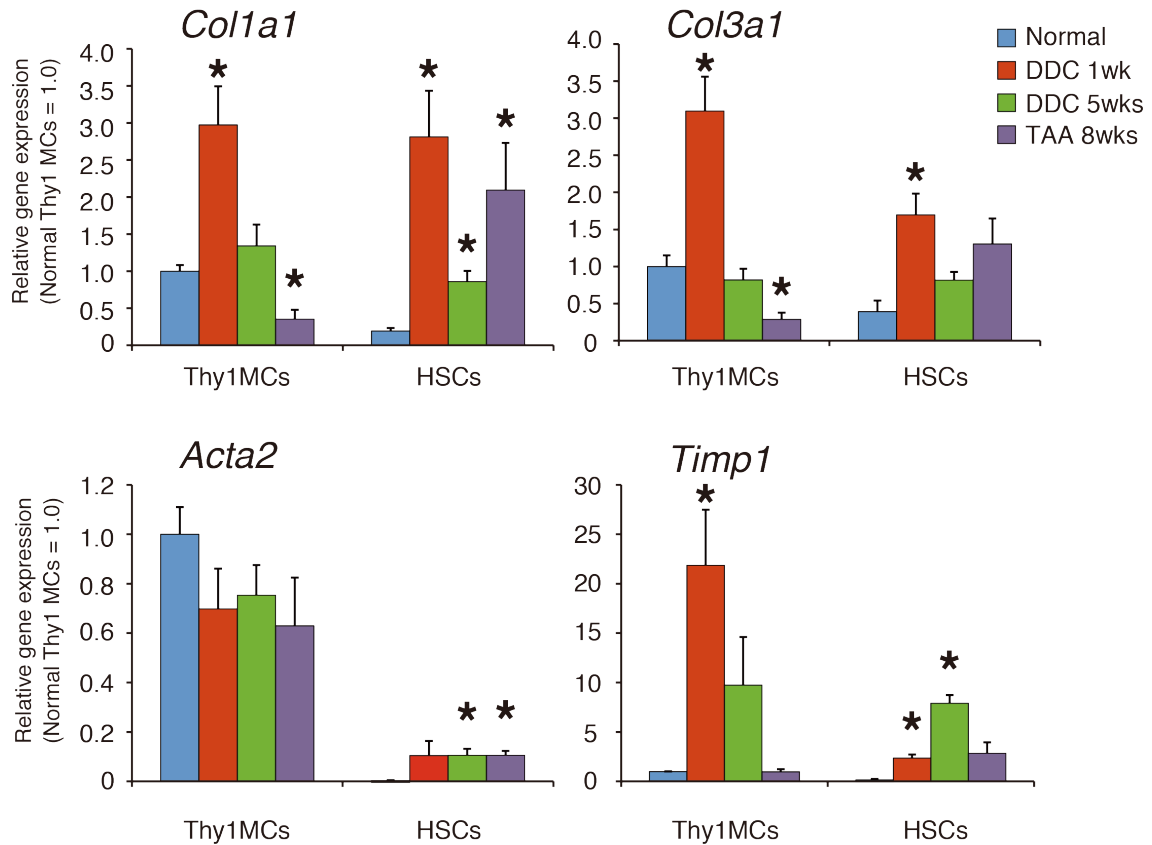 Col1a1
Relative gene expression
(Normal Thy1 MCs = 1.0)
4.0
3.5
3.0
2.5
2.0
1.5
1.0
0.5
0
*
*
*
*
*
Thy1MCs
HSCs
Col3a1
4.0
3.5
3.0
2.5
2.0
1.5
1.0
0.5
0
*
*
*
Thy1MCs
HSCs
Normal
DDC 1wk
DDC 5wks
TAA 8wks
Acta2
Relative gene expression
(Normal Thy1 MCs = 1.0)
1.2
1.0
0.8
0.6
0.4
0.2
0
*
*
Thy1MCs
HSCs
Timp1
30
25
20
15
10
5
0
*
*
*
Thy1MCs
HSCs